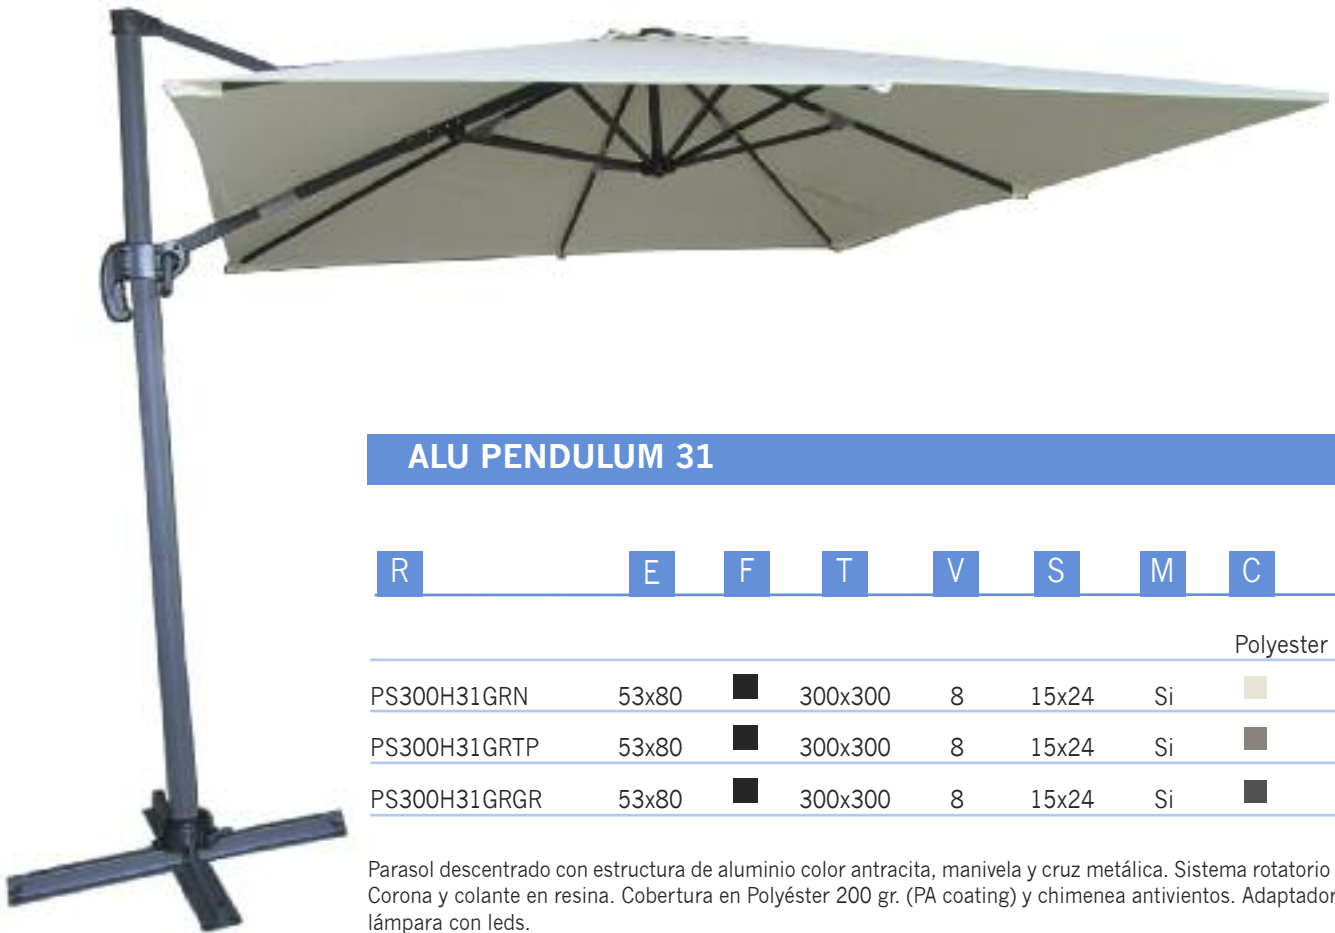 ALU PENDULUM 31
R E F T V S M C
Polyester
PS300H31GRN 53x80 300x300 8 15x24 Si
PS300H31GRTP 53x80 300x300 8 15x24 Si
PS300H31GRGR 53x80 300x300 8 15x24 Si
Parasol descentrado con estructura de aluminio color antracita, manivela y cruz metálica. Sistema rotatorio
Corona y colante en resina. Cobertura en Polyéster 200 gr. (PA coating) y chimenea antivientos. Adaptador
lámpara con leds.